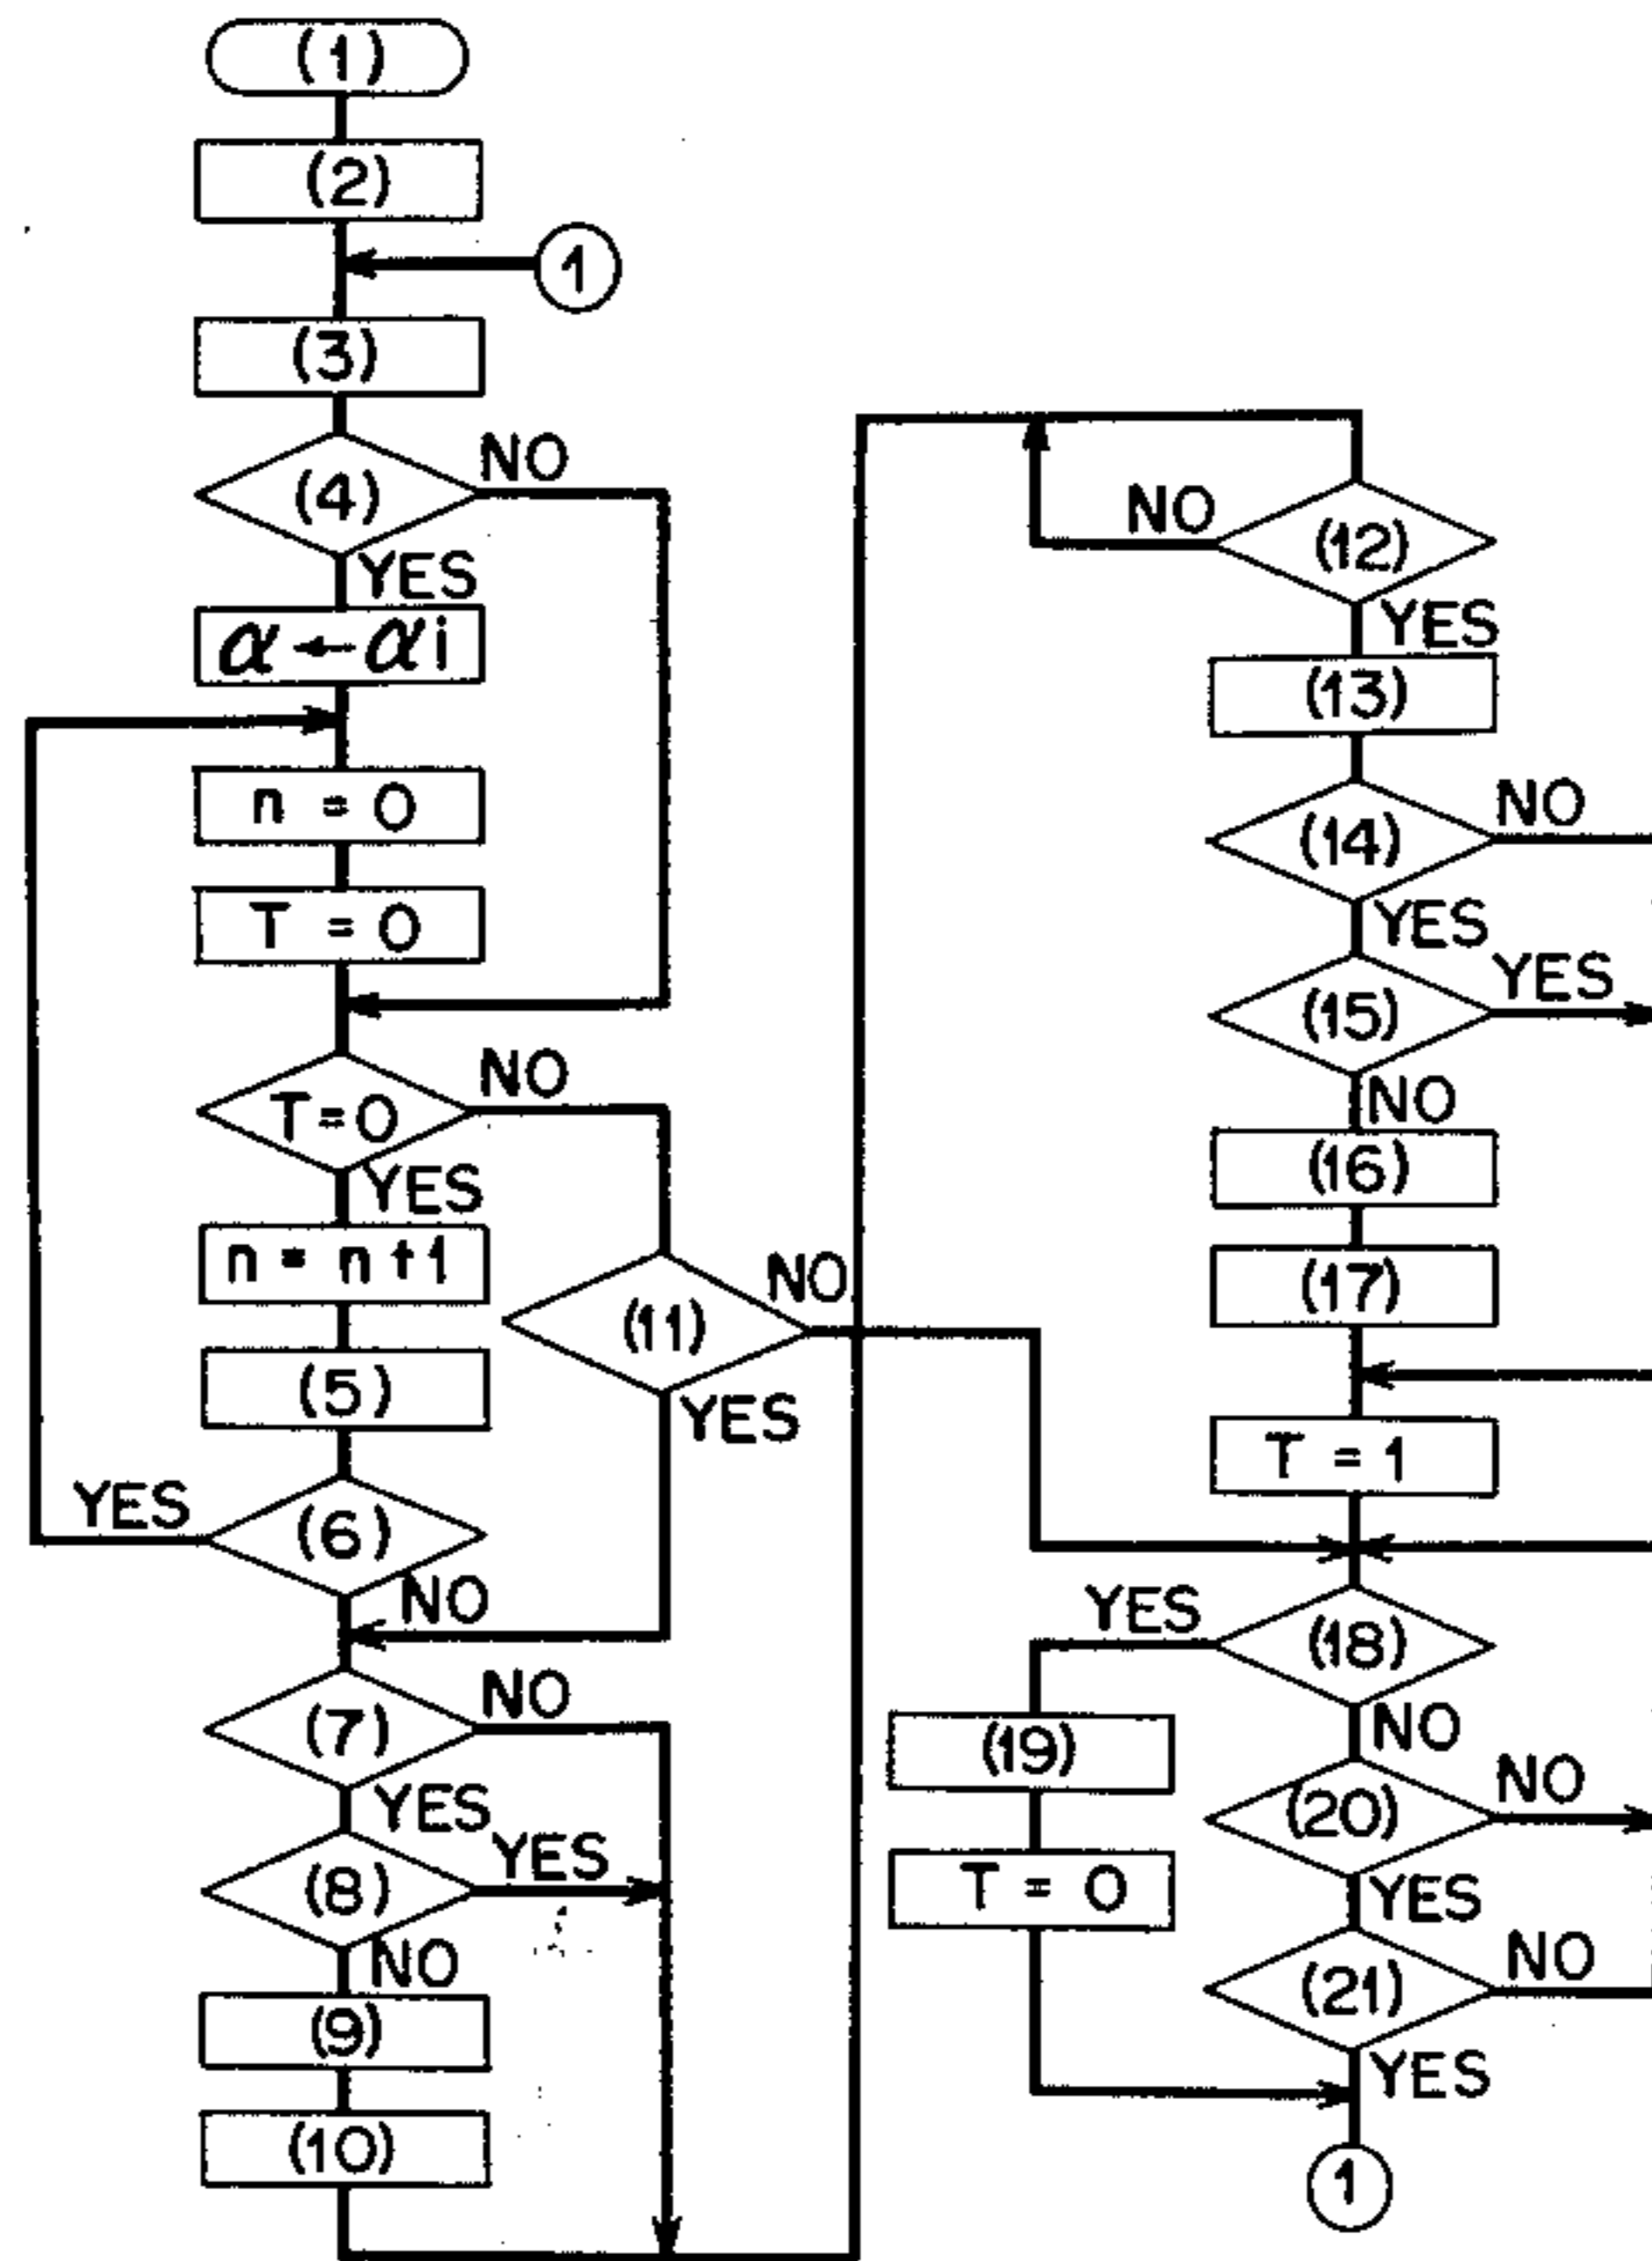 (1)
(2)
1
(3)
(4)
NO
YES
α ← αi
n = 0
T = 0
T=0
NO
YES
n = n+1
(5)
(6)
YES
NO
(11)
NO
YES
(7)
NO
YES
(8)
YES
NO
(9)
(10)
(12)
NO
YES
(13)
(14)
NO
YES
(15)
YES
NO
(16)
(17)
T = 1
(18)
YES
NO
(19)
T = 0
(20)
NO
YES
(21)
NO
YES
1